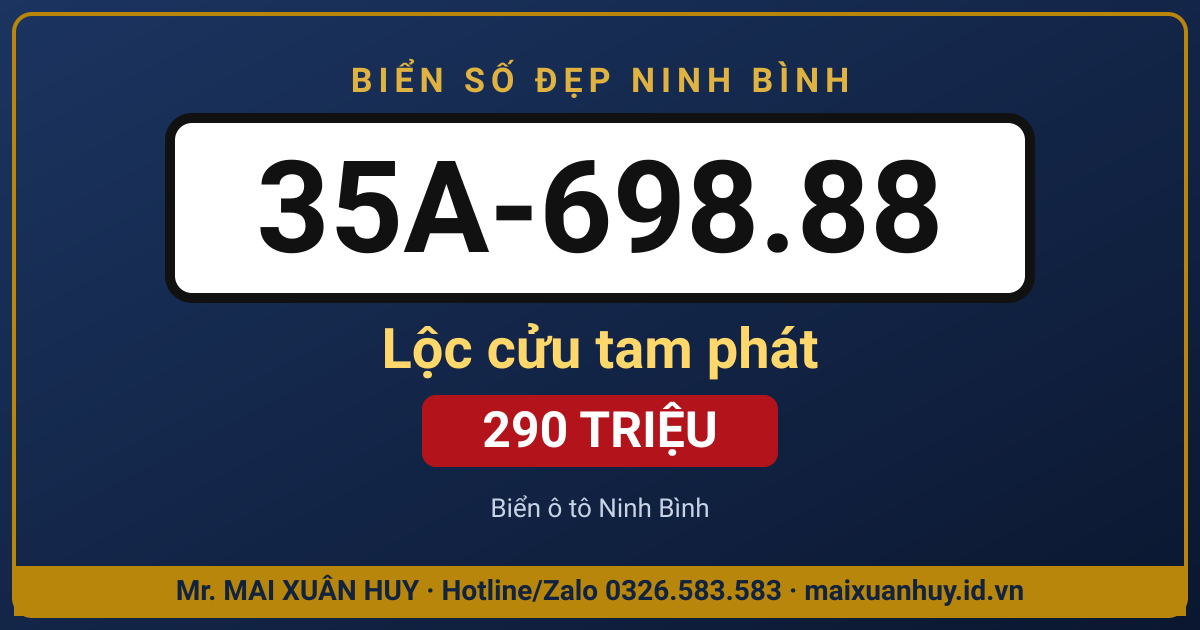 BIỂN SỐ ĐẸP NINH BÌNH
35A-698.88
Lộc cửu tam phát
290 TRIỆU
Biển ô tô Ninh Bình
Mr. MAI XUÂN HUY · Hotline/Zalo 0326.583.583 · maixuanhuy.id.vn